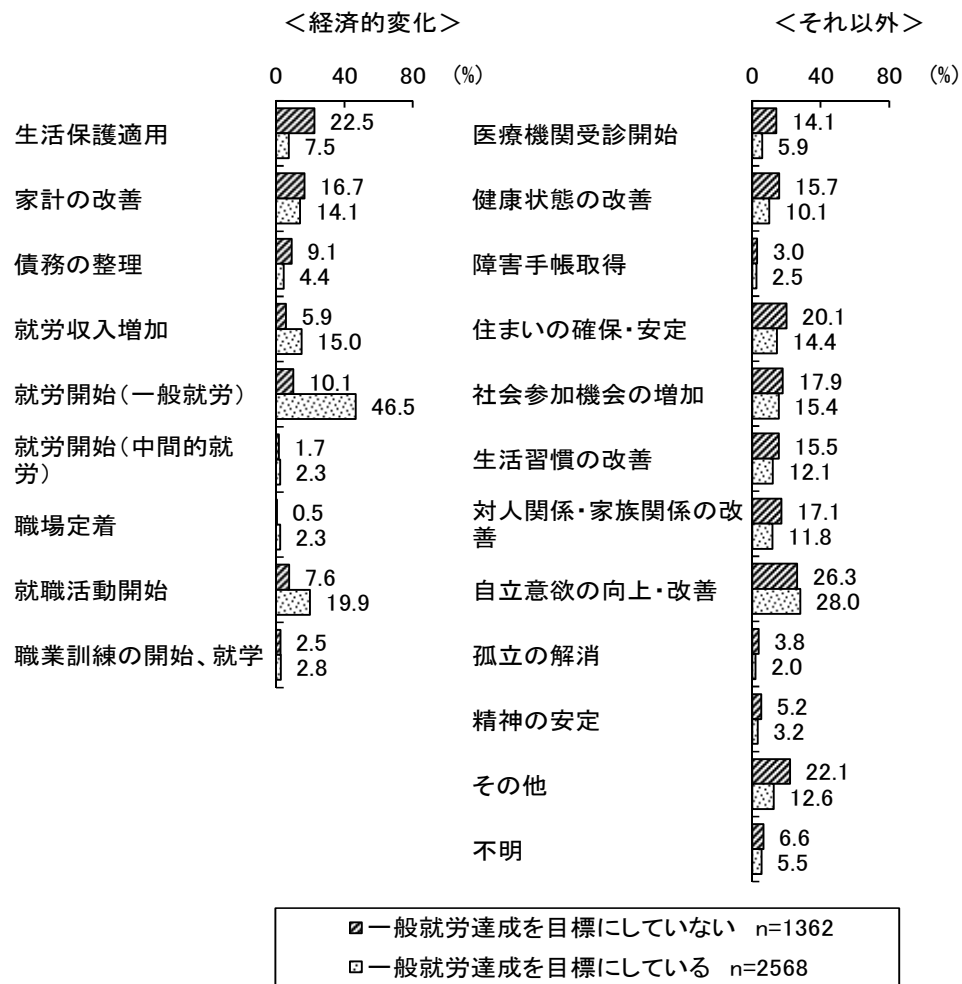 ＜経済的変化＞
0 40 80 (%)
生活保護適用
22.5
7.5
家計の改善
16.7
14.1
債務の整理
9.1
4.4
就労収入増加
5.9
15.0
就労開始（一般就労）
10.1
46.5
就労開始（中間的就
労）
1.7
2.3
職場定着
0.5
2.3
就職活動開始
7.6
19.9
職業訓練の開始、就学
2.5
2.8
＜それ以外＞
0 40 80 (%)
医療機関受診開始
14.1
5.9
健康状態の改善
15.7
10.1
障害手帳取得
3.0
2.5
住まいの確保・安定
20.1
14.4
社会参加機会の増加
17.9
15.4
生活習慣の改善
15.5
12.1
対人関係・家族関係の改
善
17.1
11.8
自立意欲の向上・改善
26.3
28.0
孤立の解消
3.8
2.0
精神の安定
5.2
3.2
その他
22.1
12.6
不明
6.6
5.5
一般就労達成を目標にしていない n=1362
一般就労達成を目標にしている n=2568